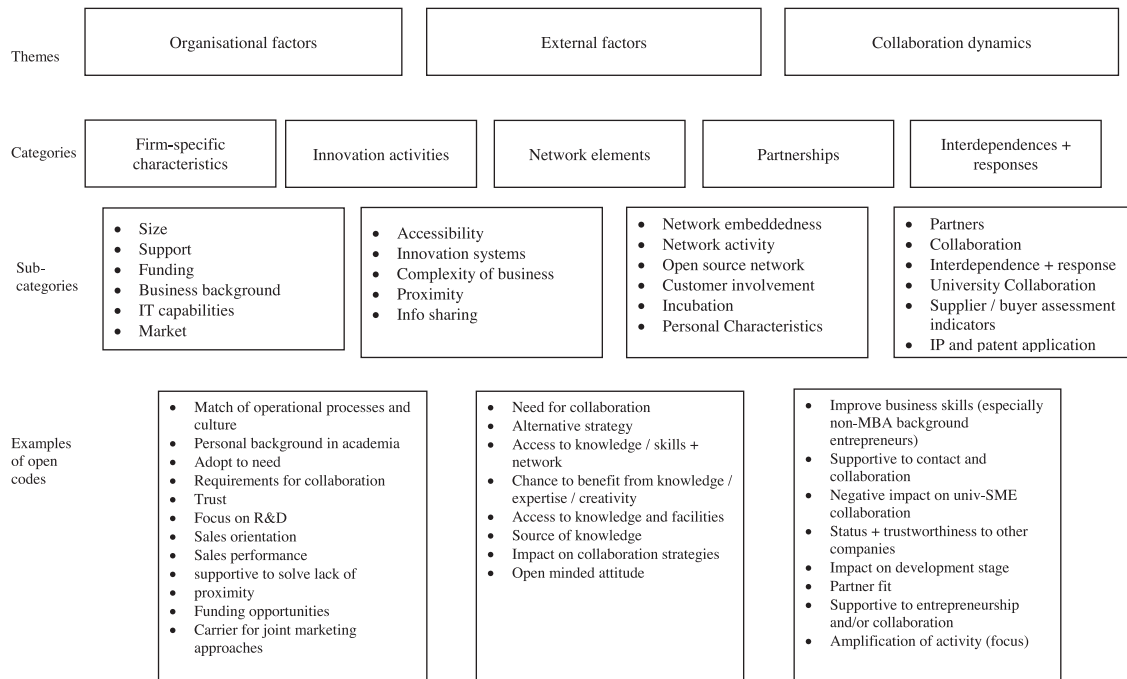 Themes
Organisational factors
External factors
Collaboration dynamics
Categories
Firm-specific
characteristics
Innovation activities
Network elements
Partnerships
Interdependences +
responses
Sub-
categories
• Size
• Support
• Funding
• Business background
• IT capabilities
• Market
• Accessibility
• Innovation systems
• Complexity of business
• Proximity
• Info sharing
• Network embeddedness
• Network activity
• Open source network
• Customer involvement
• Incubation
• Personal Characteristics
• Partners
• Collaboration
• Interdependence + response
• University Collaboration
• Supplier / buyer assessment
indicators
• IP and patent application
Examples
of open
codes
• Match of operational processes and
culture
• Personal background in academia
• Adopt to need
• Requirements for collaboration
• Trust
• Focus on R&D
• Sales orientation
• Sales performance
• supportive to solve lack of
• proximity
• Funding opportunities
• Carrier for joint marketing
approaches
• Need for collaboration
• Alternative strategy
• Access to knowledge / skills +
network
• Chance to benefit from knowledge /
expertise / creativity
• Access to knowledge and facilities
• Source of knowledge
• Impact on collaboration strategies
• Open minded attitude
• Improve business skills (especially
non-MBA background
entrepreneurs)
• Supportive to contact and
collaboration
• Negative impact on univ-SME
collaboration
• Status + trustworthiness to other
companies
• Impact on development stage
• Partner fit
• Supportive to entrepreneurship
and/or collaboration
• Amplification of activity (focus)